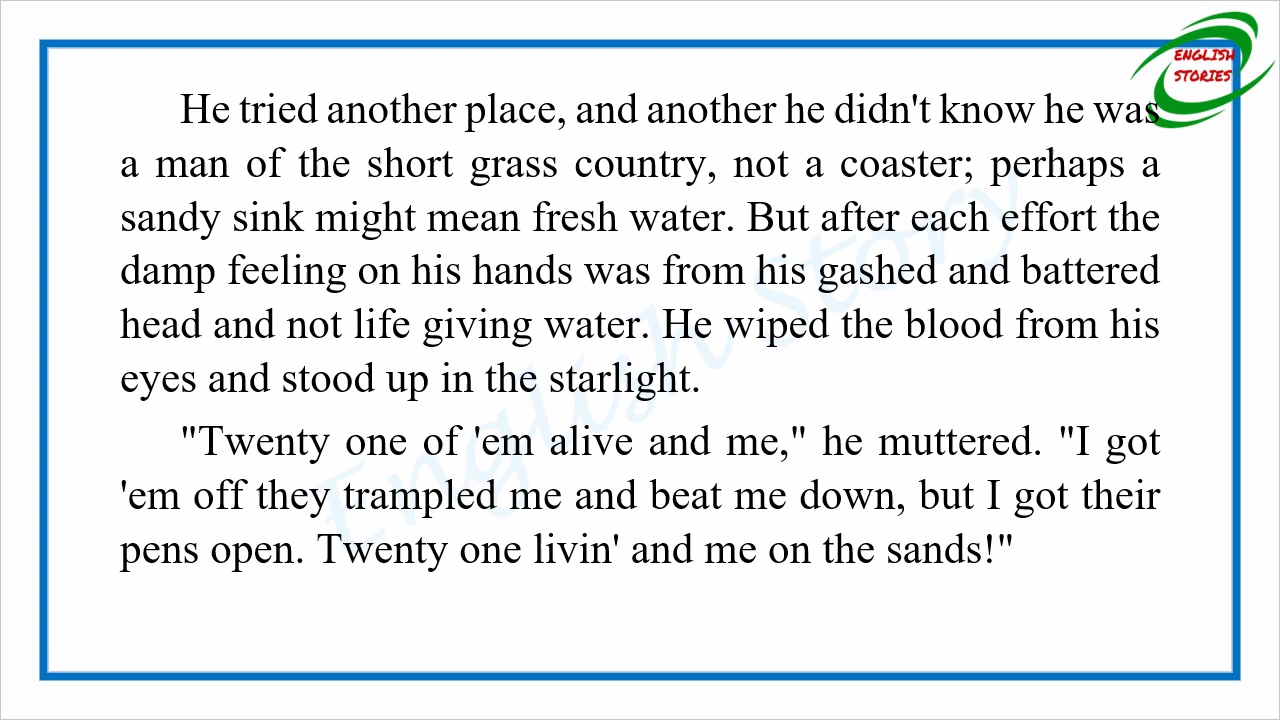 ENGLISH
STORIES
He tried another place, and another he didn't know he was
a man of the short grass country, not a coaster; perhaps a
sandy sink might mean fresh water. But after each effort the
damp feeling on his hands was from his gashed and battered
head and not life giving water. He wiped the blood from his
eyes and stood up in the starlight.
"Twenty one of 'em alive and me," he muttered. "I got
'em off they trampled me and beat me down, but I got their
pens open. Twenty one livin' and me on the sands!"
English Story